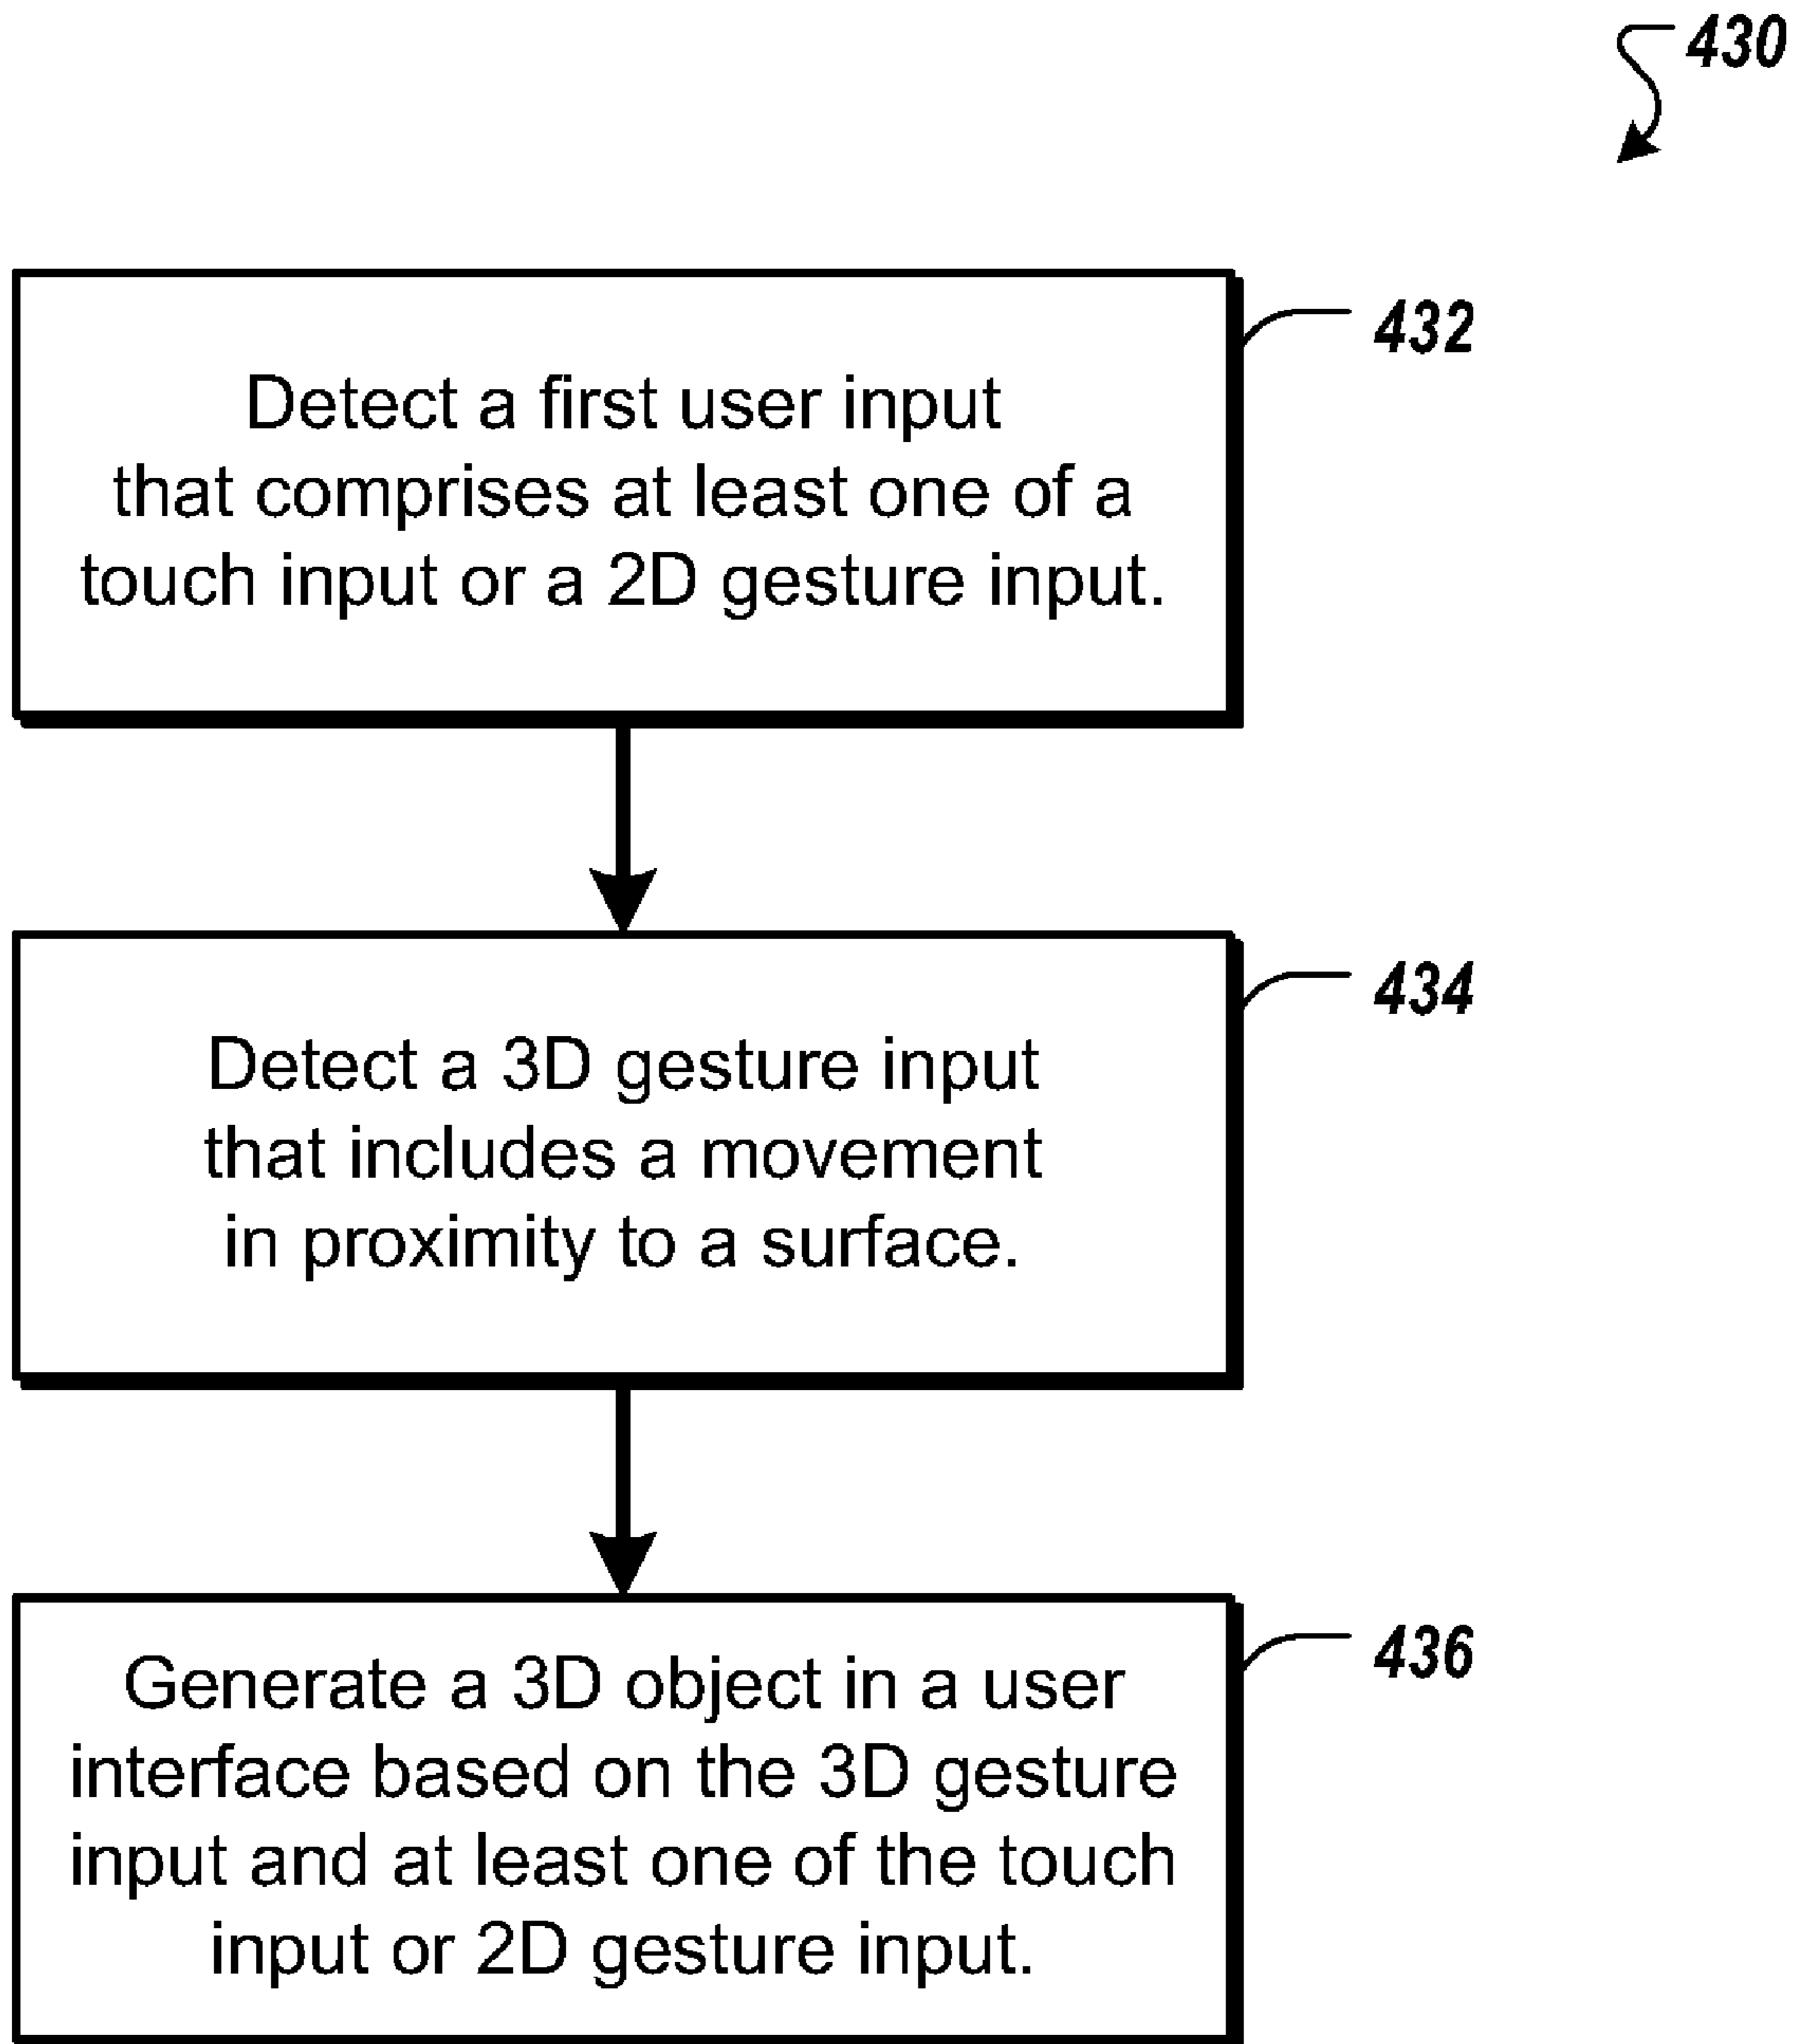 430
432
Detect a first user input
that comprises at least one of a
touch input or a 2D gesture input.
434
Detect a 3D gesture input
that includes a movement
in proximity to a surface.
436
Generate a 3D object in a user
interface based on the 3D gesture
input and at least one of the touch
input or 2D gesture input.